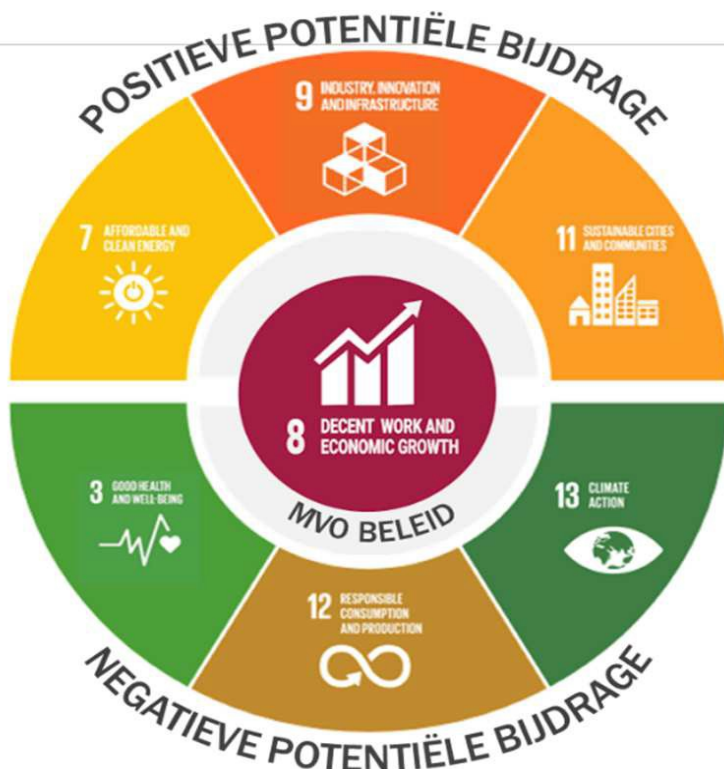 POSITIEVE POTENTIËLE BIJDRAGE
9 INDUSTRY, INNOVATION
AND INFRASTRUCTURE
7 AFFORDABLE AND
CLEAN ENERGY
11 SUSTAINABLE CITIES
AND COMMUNITIES
8 DECENT WORK AND
ECONOMIC GROWTH
MVO BELEID
3 GOOD HEALTH
AND WELL-BEING
13 CLIMATE
ACTION
12 RESPONSIBLE
CONSUMPTION
AND PRODUCTION
NEGATIEVE POTENTIËLE BIJDRAGE